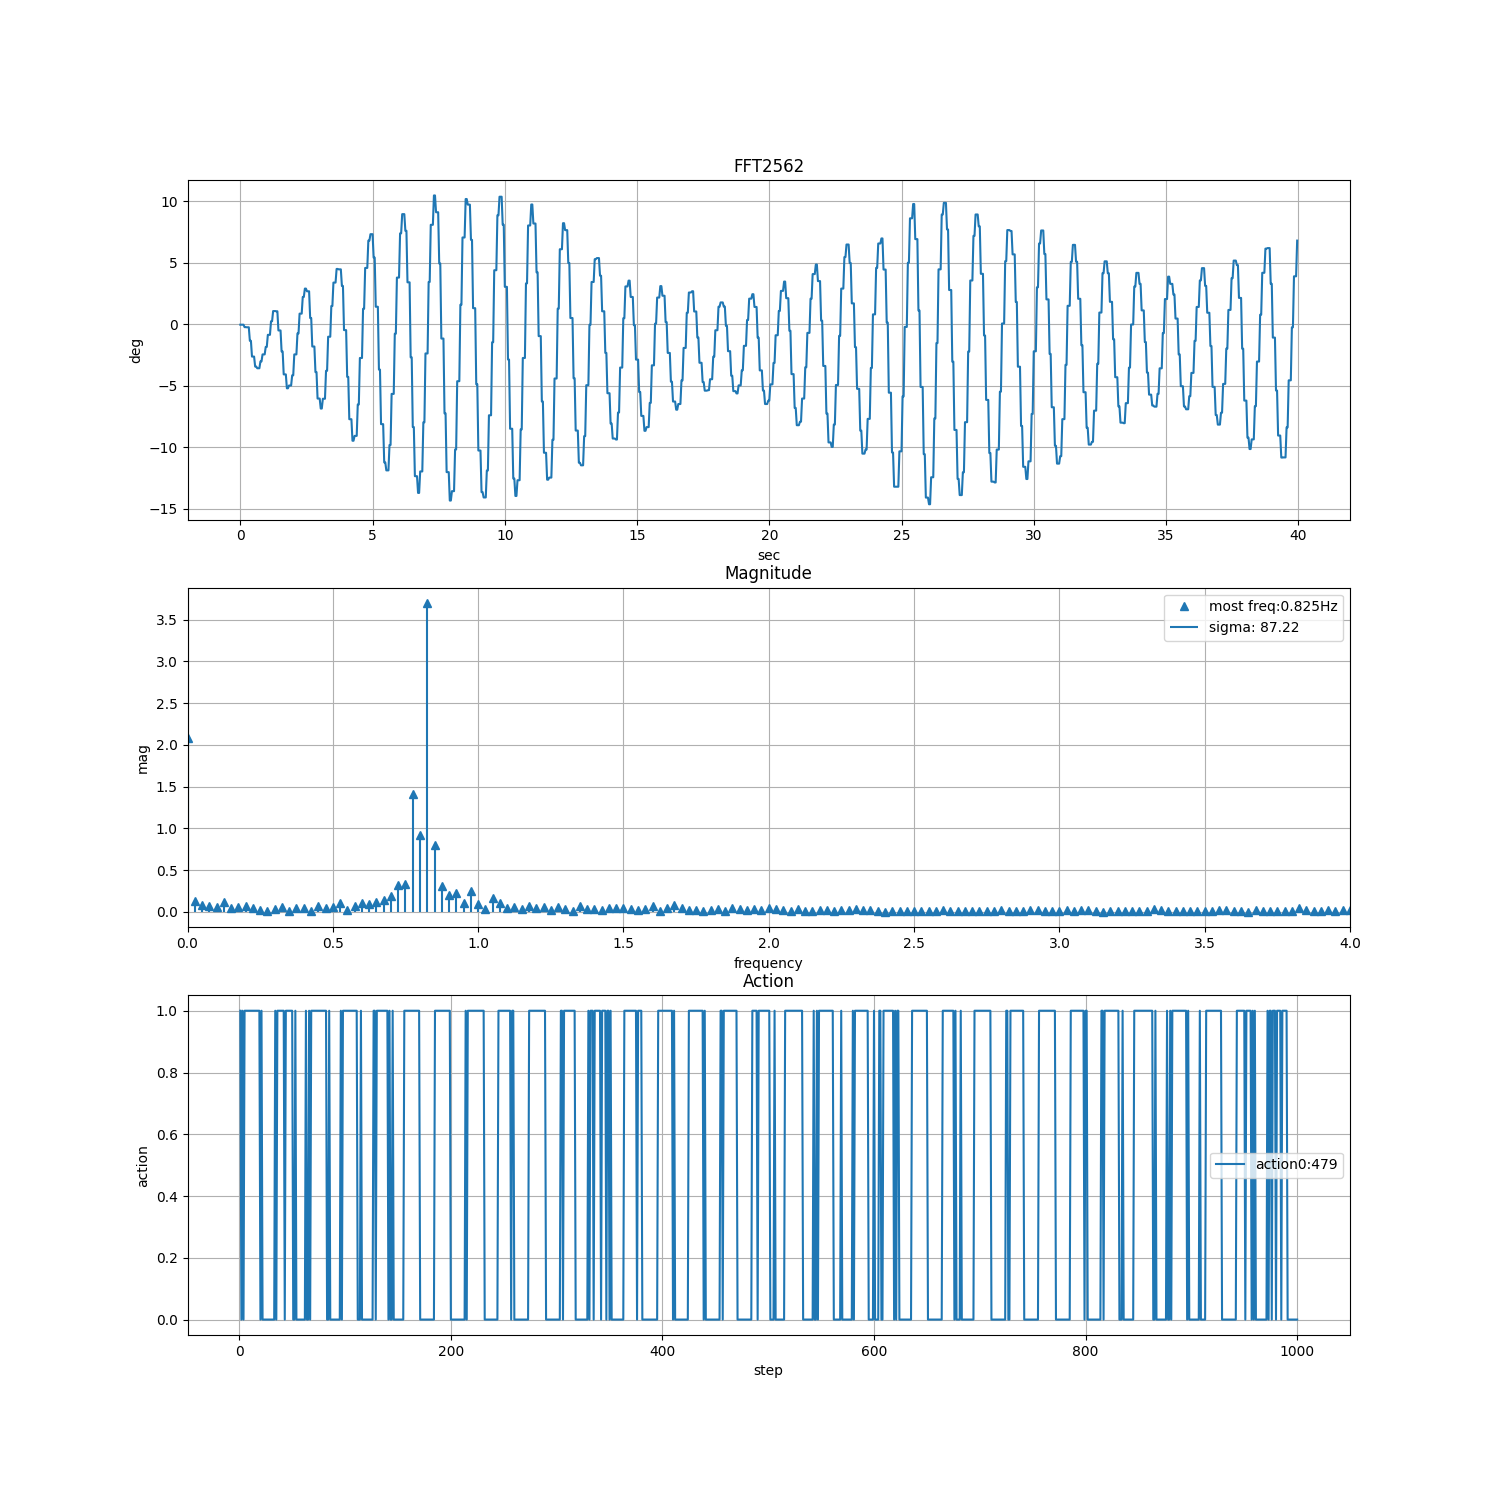 FFT2562
10
5
0
−5
−10
−15
deg
0 5 10 15 20 25 30 35 40
sec
Magnitude
most freq:0.825Hz
sigma: 87.22
3.5
3.0
2.5
2.0
1.5
1.0
0.5
0.0
mag
0.0 0.5 1.0 1.5 2.0 2.5 3.0 3.5 4.0
frequency
Action
1.0
0.8
0.6
0.4
0.2
0.0
action
action0:479
0 200 400 600 800 1000
step